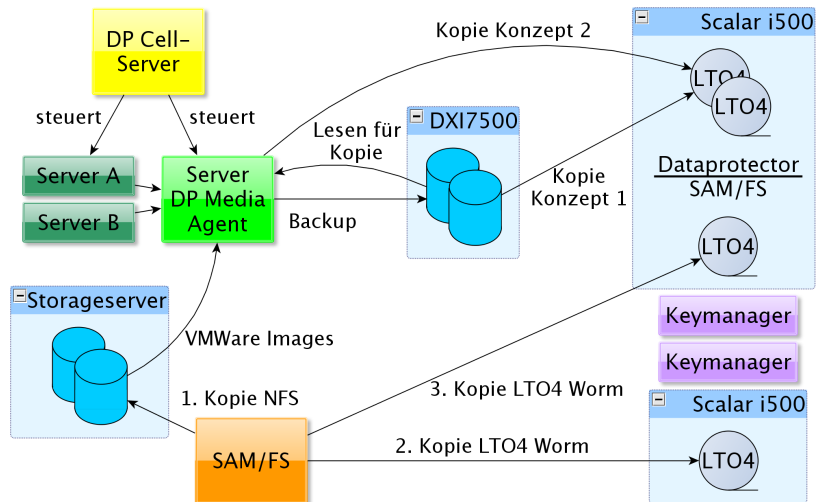 DP Cell-
Server
steuert
steuert
Server A
Server B
Server
DP Media
Agent
Lesen für
Kopie
Backup
DXI7500
Kopie Konzept 2
Kopie
Konzept 1
Scalar i500
LTO4
LTO4
Dataprotector
SAM/FS
LTO4
Keymanager
Keymanager
Storageserver
VMWare Images
1. Kopie NFS
SAM/FS
3. Kopie LTO4 Worm
2. Kopie LTO4 Worm
Scalar i500
LTO4